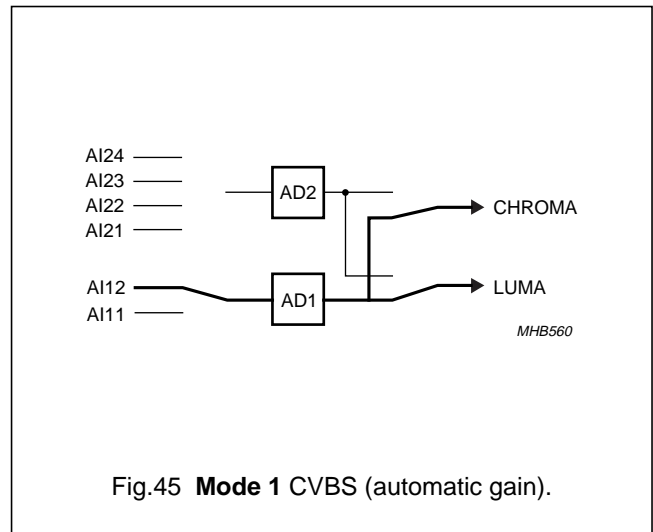 AI24
AI23
AI22
AI21
AD2
CHROMA
AI12
AI11
AD1
LUMA
MHB560
Fig.45 Mode 1 CVBS (automatic gain).